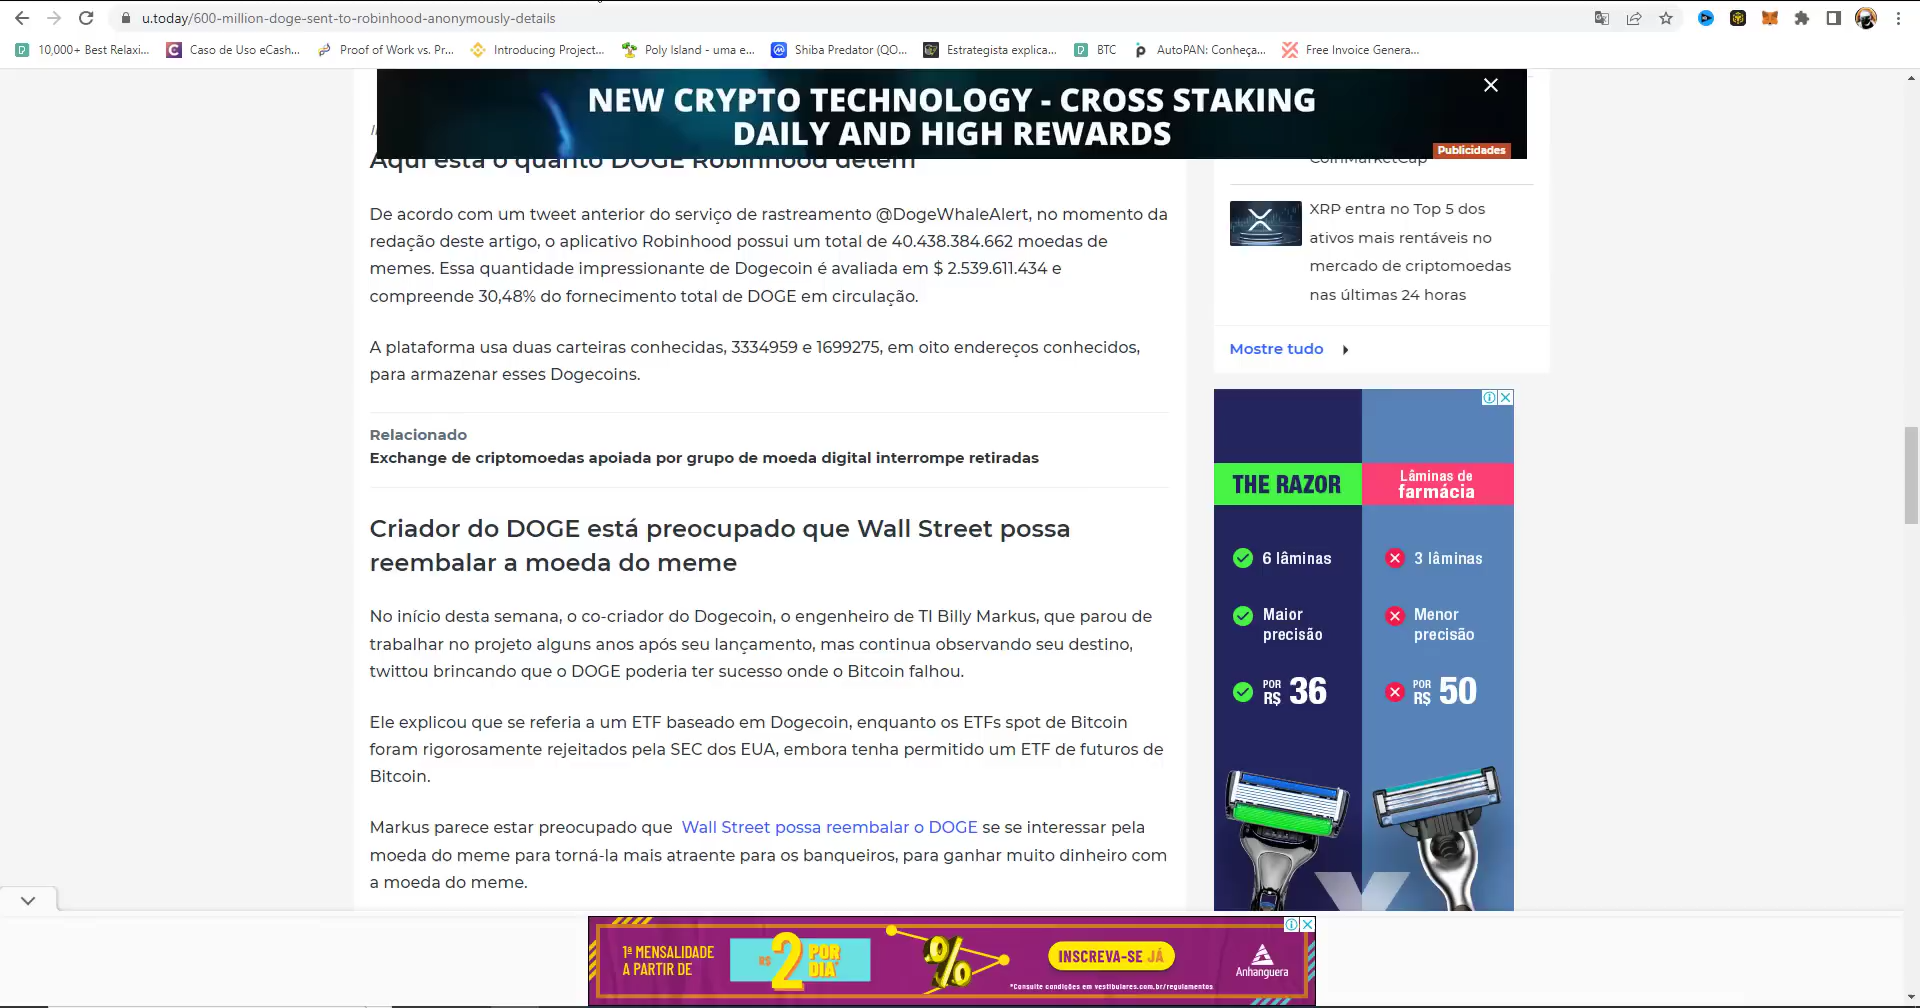 u.today/600-million-doge-sent-to-robinhood-anonymously-details
10,000+ Best Relaxi...
Caso de Uso eCash...
Proof of Work vs. Pr...
Introducing Project...
Poly Island - uma e...
Shiba Predator (QO...
Estrategista explica...
BTC
AutoPAN: Conheça...
Free Invoice Genera...
NEW CRYPTO TECHNOLOGY - CROSS STAKING
DAILY AND HIGH REWARDS
Publicidades
Aqui está o quanto DOGE Robinhood detém
De acordo com um tweet anterior do serviço de rastreamento @DogeWhaleAlert, no momento da
redação deste artigo, o aplicativo Robinhood possui um total de 40.438.384.662 moedas de
memes. Essa quantidade impressionante de Dogecoin é avaliada em $ 2.539.611.434 e
compreende 30,48% do fornecimento total de DOGE em circulação.
A plataforma usa duas carteiras conhecidas, 3334959 e 1699275, em oito endereços conhecidos,
para armazenar esses Dogecoins.
Relacionado
Exchange de criptomoedas apoiada por grupo de moeda digital interrompe retiradas
Criador do DOGE está preocupado que Wall Street possa
reembalar a moeda do meme
No início desta semana, o co-criador do Dogecoin, o engenheiro de TI Billy Markus, que parou de
trabalhar no projeto alguns anos após seu lançamento, mas continua observando seu destino,
twittou brincando que o DOGE poderia ter sucesso onde o Bitcoin falhou.
Ele explicou que se referia a um ETF baseado em Dogecoin, enquanto os ETFs spot de Bitcoin
foram rigorosamente rejeitados pela SEC dos EUA, embora tenha permitido um ETF de futuros de
Bitcoin.
Markus parece estar preocupado que Wall Street possa reembalar o DOGE se se interessar pela
moeda do meme para torná-la mais atraente para os banqueiros, para ganhar muito dinheiro com
a moeda do meme.
CoinMarketCap
XRP entra no Top 5 dos
ativos mais rentáveis no
mercado de criptomoedas
nas últimas 24 horas
Mostre tudo
THE RAZOR
Lâminas de
farmácia
6 lâminas
3 lâminas
Maior
precisão
Menor
precisão
POR
R$ 36
POR
R$ 50
1ª MENSALIDADE
A PARTIR DE
R$ 2 POR
DIA*
%
INSCREVA-SE JÁ
*Consulte condições em vestibulares.com.br/regulamentos
Anhanguera